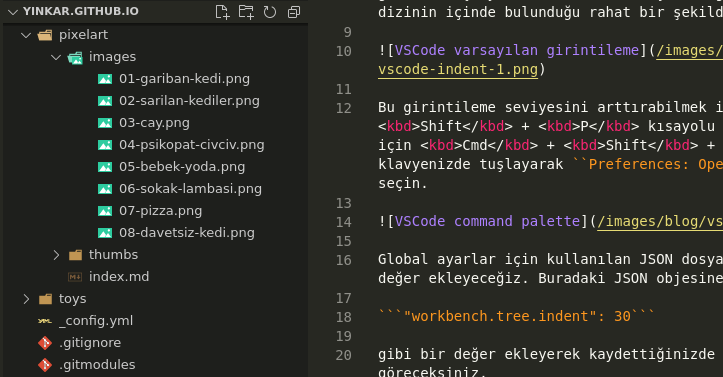 YINKAR.GITHUB.IO
pixelart
images
01-gariban-kedi.png
02-sarilan-kediler.png
03-cay.png
04-psikopat-civciv.png
05-bebek-yoda.png
06-sokak-lambasi.png
07-pizza.png
08-davetsiz-kedi.png
thumbs
index.md
toys
_config.yml
.gitignore
.gitmodules
dizinin içinde bulunduğu rahat bir şekild
9
10 ![VSCode varsayılan girintileme](/images/
vscode-indent-1.png)
11
12 Bu girintileme seviyesini arttırabilmek i
<kbd>Shift</kbd> + <kbd>P</kbd> kısayolu
için <kbd>Cmd</kbd> + <kbd>Shift</kbd> +
klavyenizde tuşlayarak ``Preferences: Ope
seçin.
13
14 ![VSCode command palette](/images/blog/vs
15
16 Global ayarlar için kullanılan JSON dosya
değer ekleyeceğiz. Buradaki JSON objesine
17
18 ```"workbench.tree.indent": 30```
19
20 gibi bir değer ekleyerek kaydettiğinizde
göreceksiniz.